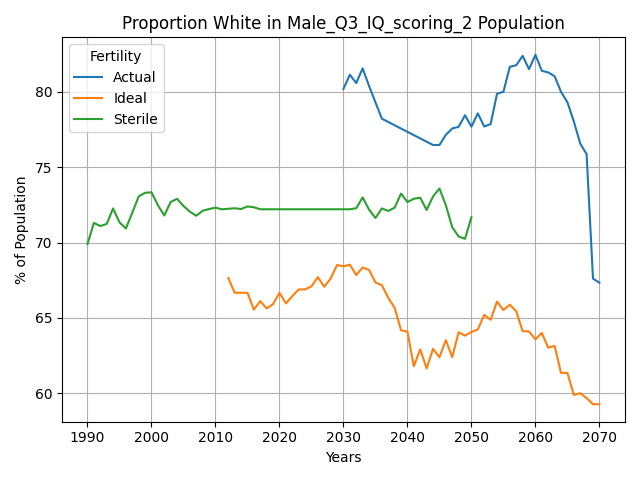 Proportion White in Male_Q3_IQ_scoring_2 Population
Fertility
Actual
Ideal
Sterile
% of Population
80
75
70
65
60
1990 2000 2010 2020 2030 2040 2050 2060 2070
Years